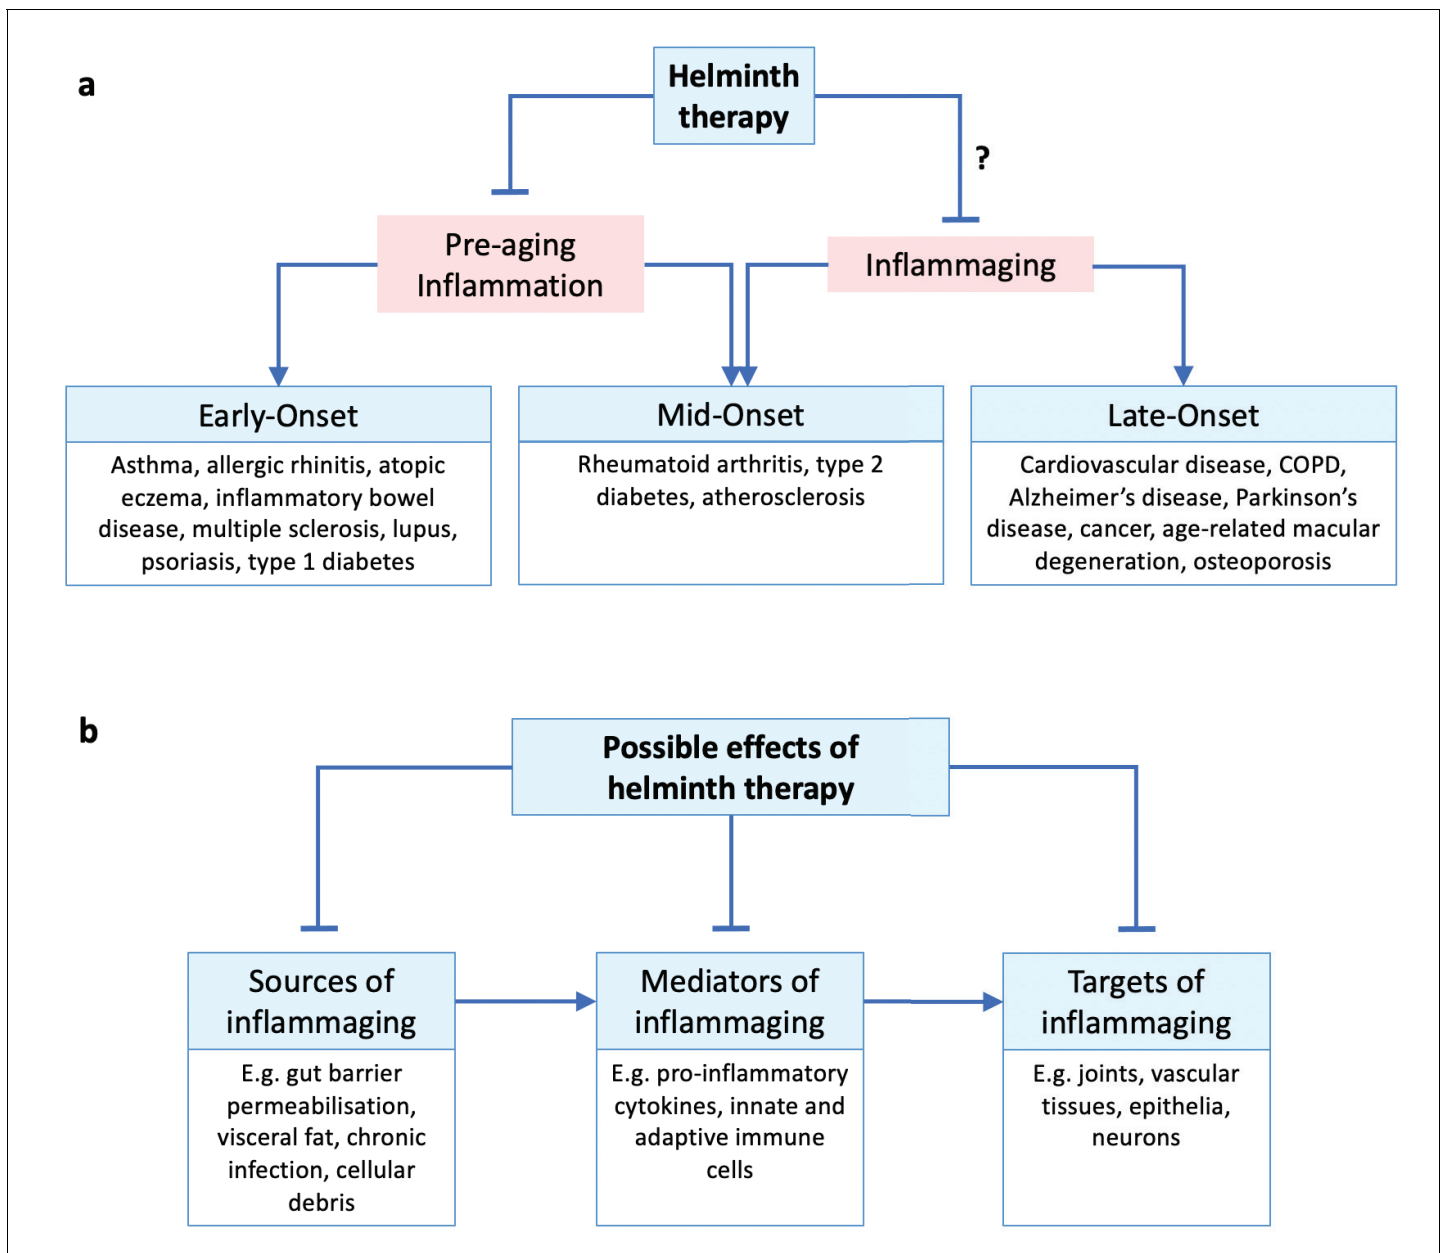 a
Helminth
therapy
?
Pre-aging
Inflammation
Inflammaging
Early-Onset
Asthma, allergic rhinitis, atopic
eczema, inflammatory bowel
disease, multiple sclerosis, lupus,
psoriasis, type 1 diabetes
Mid-Onset
Rheumatoid arthritis, type 2
diabetes, atherosclerosis
Late-Onset
Cardiovascular disease, COPD,
Alzheimer’s disease, Parkinson’s
disease, cancer, age-related macular
degeneration, osteoporosis
b
Possible effects of
helminth therapy
Sources of
inflammaging
E.g. gut barrier
permeabilisation,
visceral fat, chronic
infection, cellular
debris
Mediators of
inflammaging
E.g. pro-inflammatory
cytokines, innate and
adaptive immune
cells
Targets of
inflammaging
E.g. joints, vascular
tissues, epithelia,
neurons